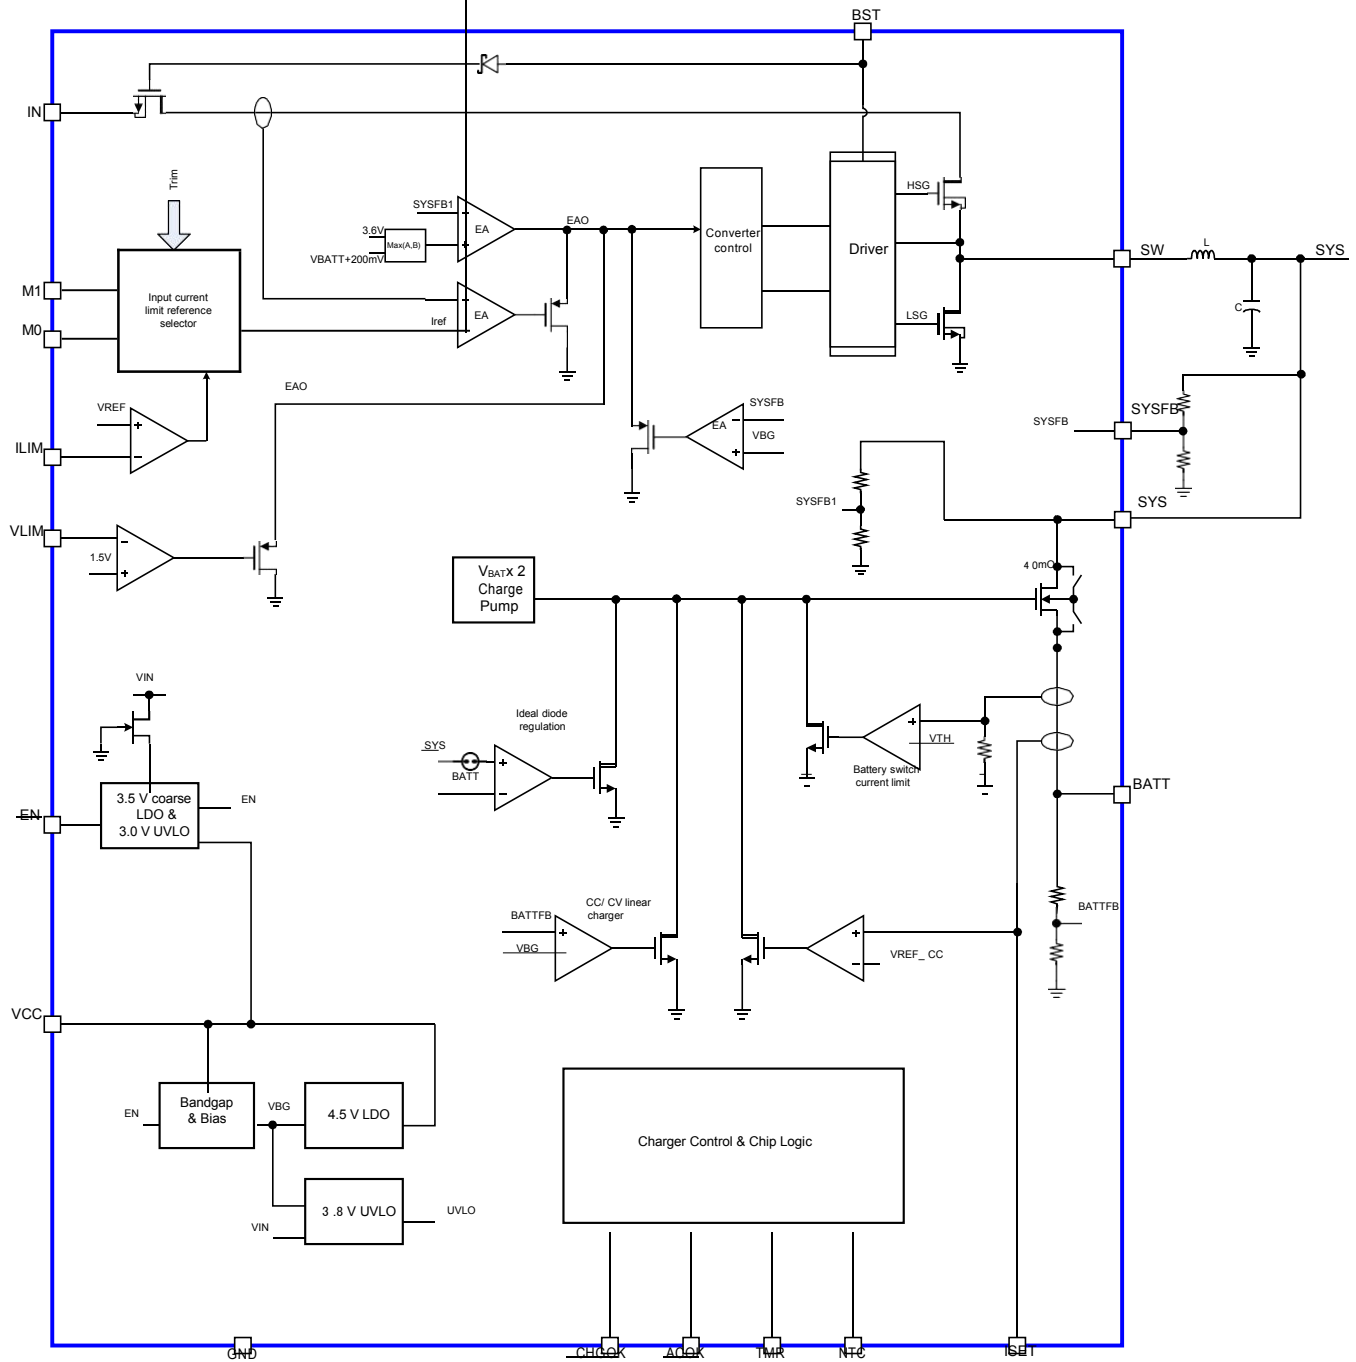 BST
IN
Trim
HSG
SYSFB1
3.6V
Max(A,B)
VBATT+200mV
EA
EAO
Converter
control
Driver
SW
L
SYS
M1
M0
Input current
limit reference
selector
Iref
EA
LSG
C
EAO
VREF
ILIM
SYSFB
EA
VBG
SYSFB
SYSFB
SYSFB1
SYS
VLIM
1.5V
VBATx 2
Charge
Pump
4 0mΩ
VIN
Ideal diode
regulation
SYS
BATT
VTH
Battery switch
current limit
BATT
3.5 V coarse
LDO &
3.0 V UVLO
EN
EN
CC/ CV linear
charger
BATTFB
VBG
VREF_ CC
BATTFB
VCC
Bandgap
& Bias
EN
VBG
4.5 V LDO
Charger Control & Chip Logic
3 .8 V UVLO
UVLO
VIN
GND
CHGOK
ACOK
TMR
NTC
ISET